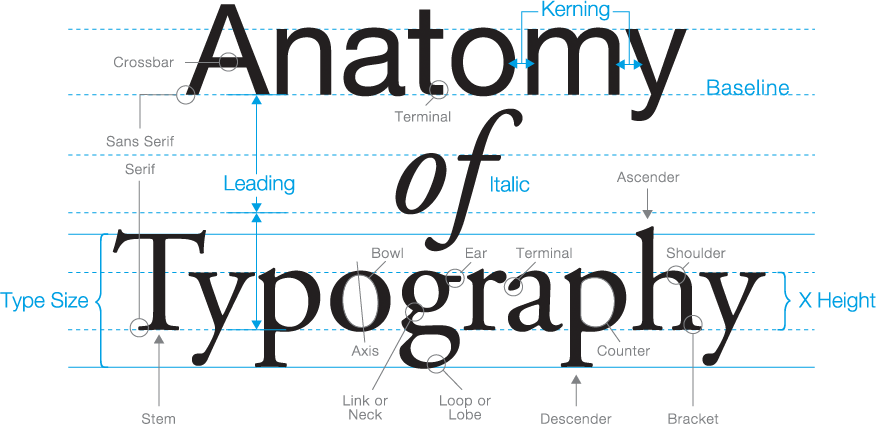 Kerning
Anatomy
Crossbar
Baseline
Terminal
Sans Serif
Serif
of
Leading
Italic
Ascender
Typography
Bowl
Ear
Terminal
Shoulder
Type Size
X Height
Axis
Counter
Link or
Neck
Loop or
Lobe
Stem
Descender
Bracket